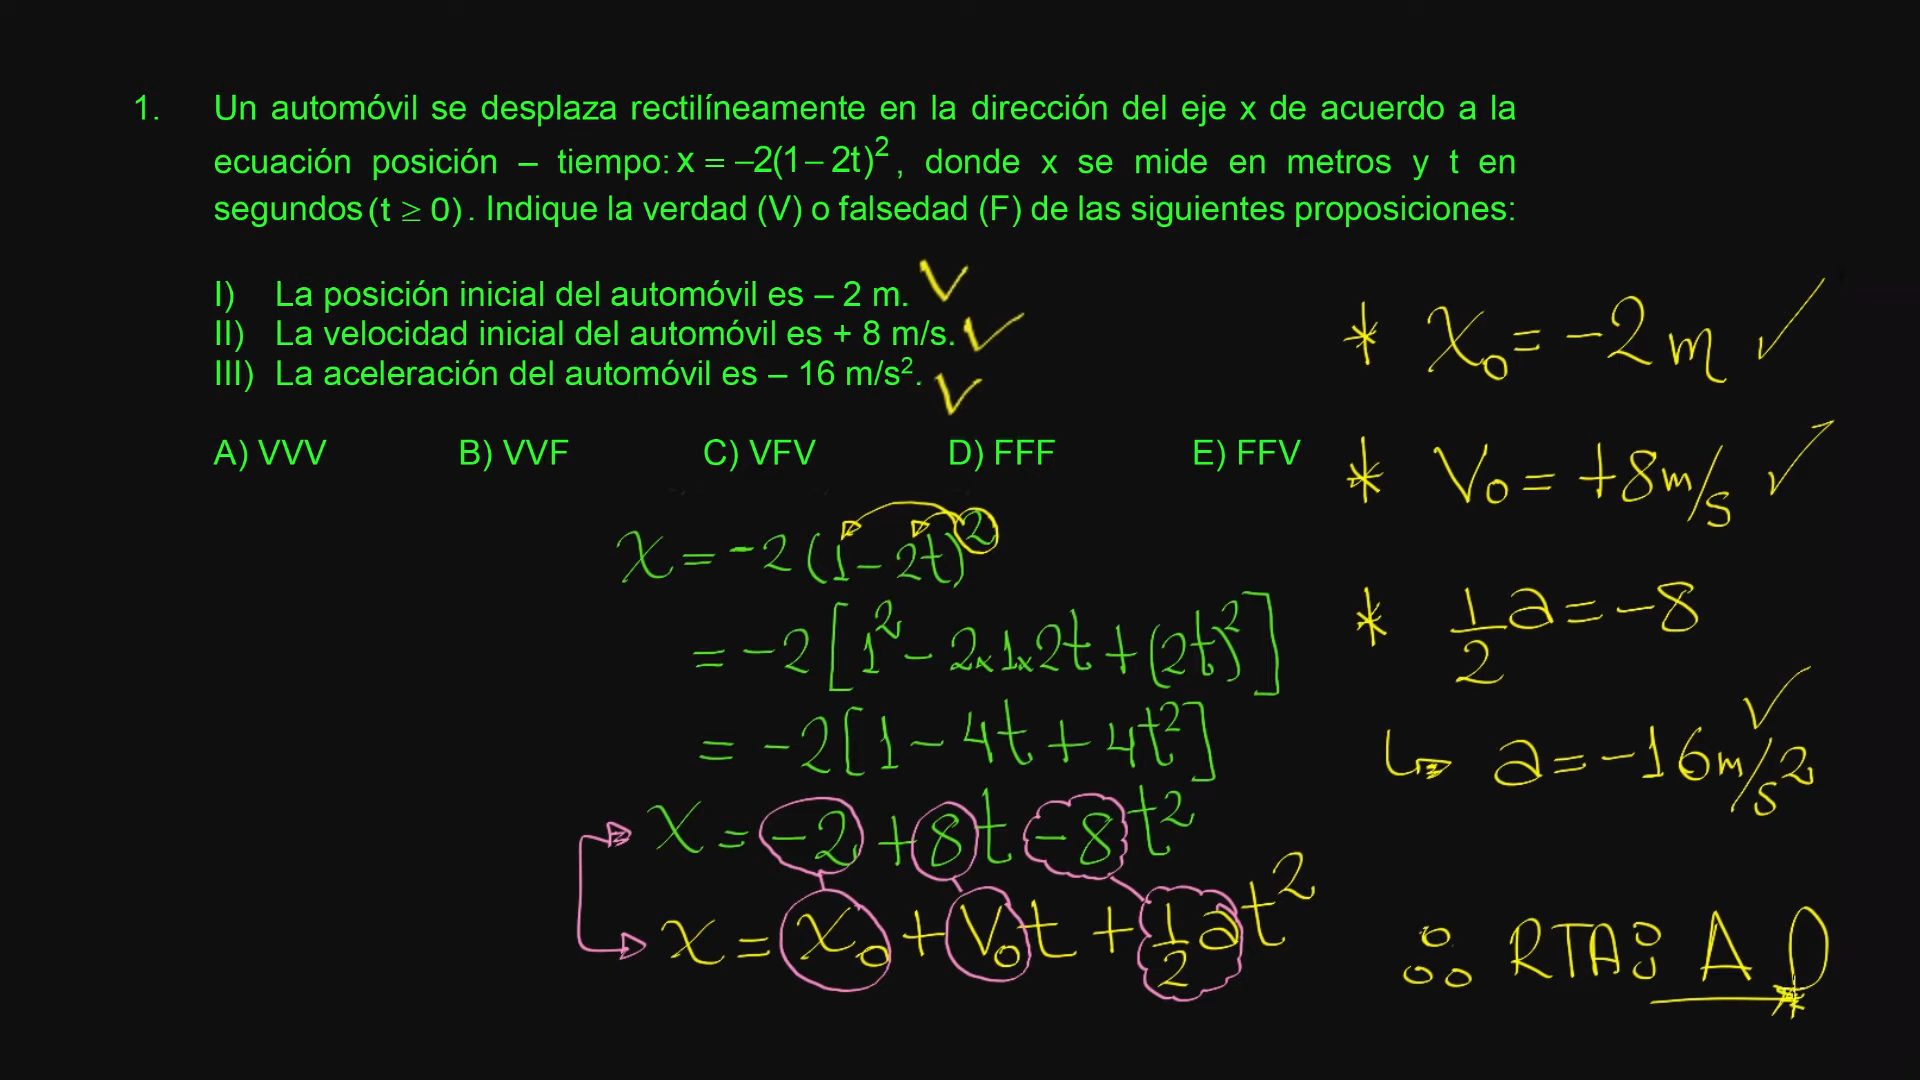 1. Un automóvil se desplaza rectilíneamente en la dirección del eje x de acuerdo a la
ecuación posición – tiempo: x = –2(1 – 2t)², donde x se mide en metros y t en
segundos (t ≥ 0). Indique la verdad (V) o falsedad (F) de las siguientes proposiciones:
I) La posición inicial del automóvil es – 2 m. V
II) La velocidad inicial del automóvil es + 8 m/s. V
III) La aceleración del automóvil es – 16 m/s². V
A) VVV B) VVF C) VFV D) FFF E) FFV
x = -2(1 - 2t)²
= -2[1² - 2x1x2t + (2t)²]
= -2[1 - 4t + 4t²]
x = -2 + 8t - 8t²
x = x₀ + V₀t + 1/2 at²
* x₀ = -2m ✓
* V₀ = +8m/s ✓
* 1/2 a = -8
↳ a = -16m/s² ✓
∴ RTA: A